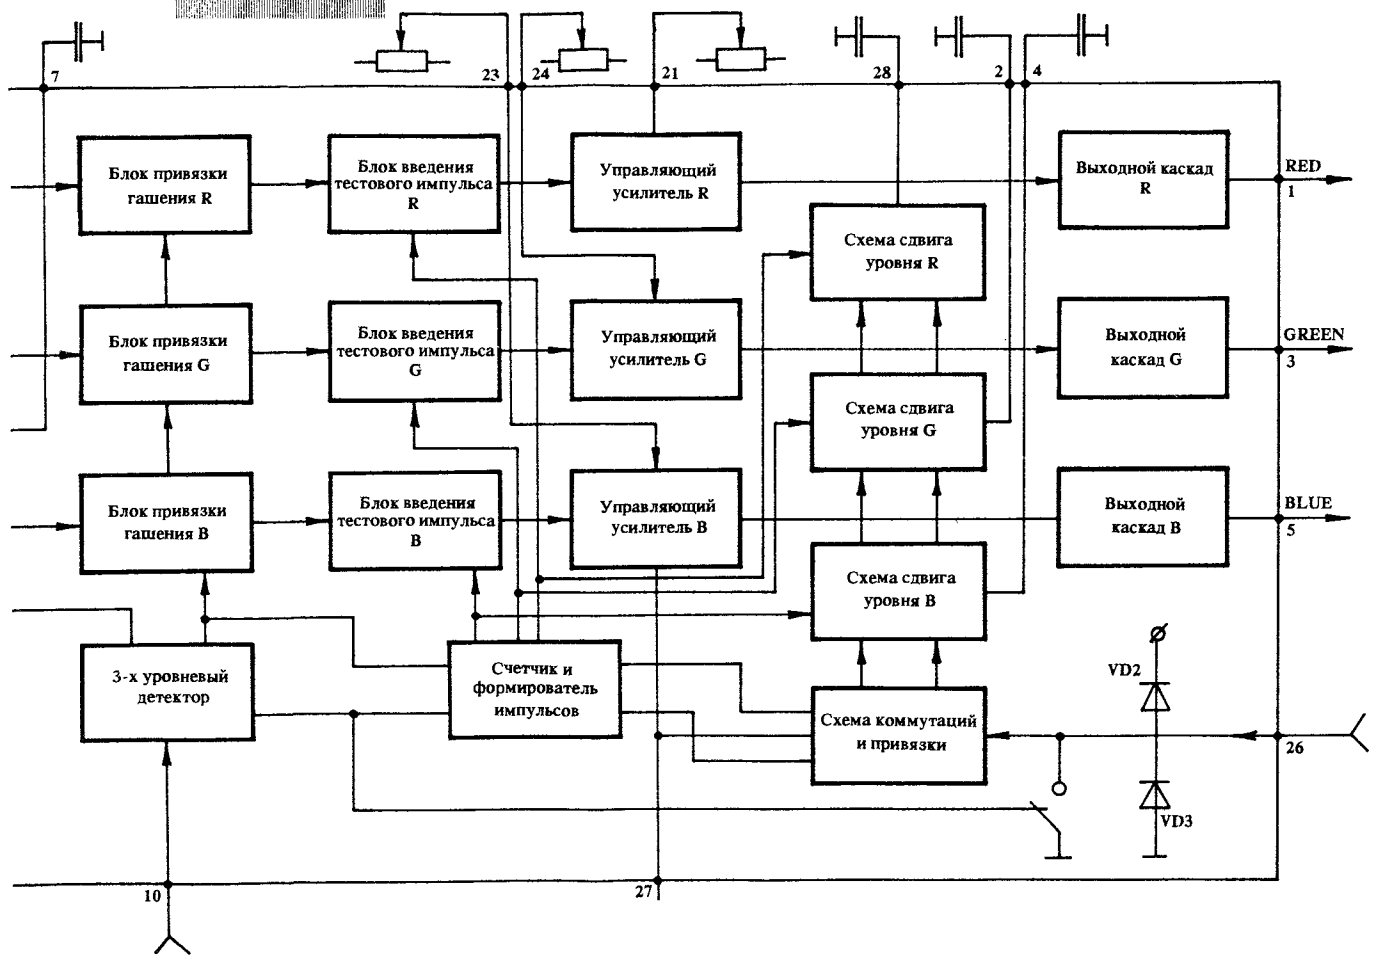 7
23
24
21
28
2
4
Блок привязки
гашения R
Блок введения
тестового импульса
R
Управляющий
усилитель R
Выходной каскад
R
RED
1
Схема сдвига
уровня R
Блок привязки
гашения G
Блок введения
тестового импульса
G
Управляющий
усилитель G
Выходной
каскад G
GREEN
3
Схема сдвига
уровня G
Блок привязки
гашения B
Блок введения
тестового импульса
B
Управляющий
усилитель B
Выходной
каскад B
BLUE
5
Схема сдвига
уровня B
3-х уровневый
детектор
Счетчик и
формирователь
импульсов
Схема коммутаций
и привязки
VD2
26
VD3
10
27